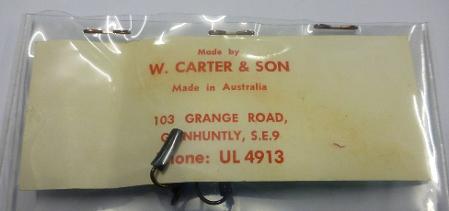 Made by
W. CARTER & SON
Made in Australia
103 GRANGE ROAD,
S.E.9
UL 4913